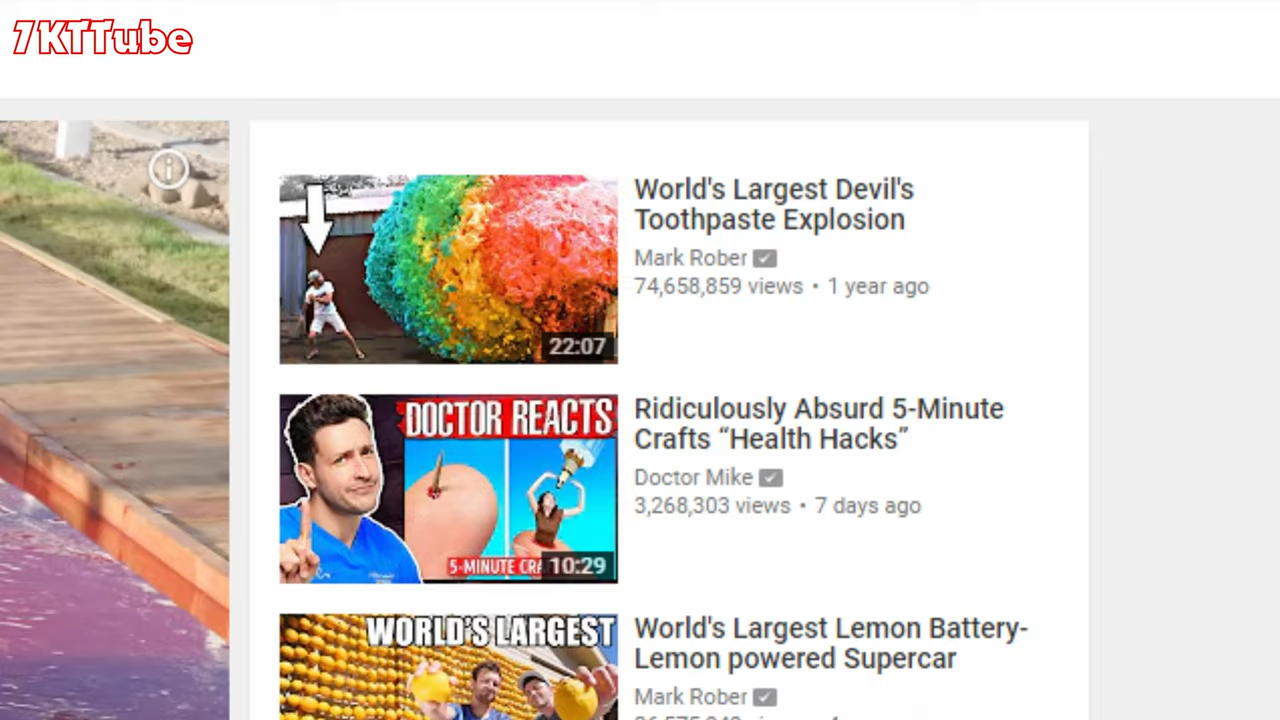 7KTTube
World's Largest Devil's
Toothpaste Explosion
Mark Rober
74,658,859 views • 1 year ago
22:07
DOCTOR REACTS
5-MINUTE
10:29
Ridiculously Absurd 5-Minute
Crafts “Health Hacks”
Doctor Mike
3,268,303 views • 7 days ago
WORLD'S LARGEST
World's Largest Lemon Battery-
Lemon powered Supercar
Mark Rober